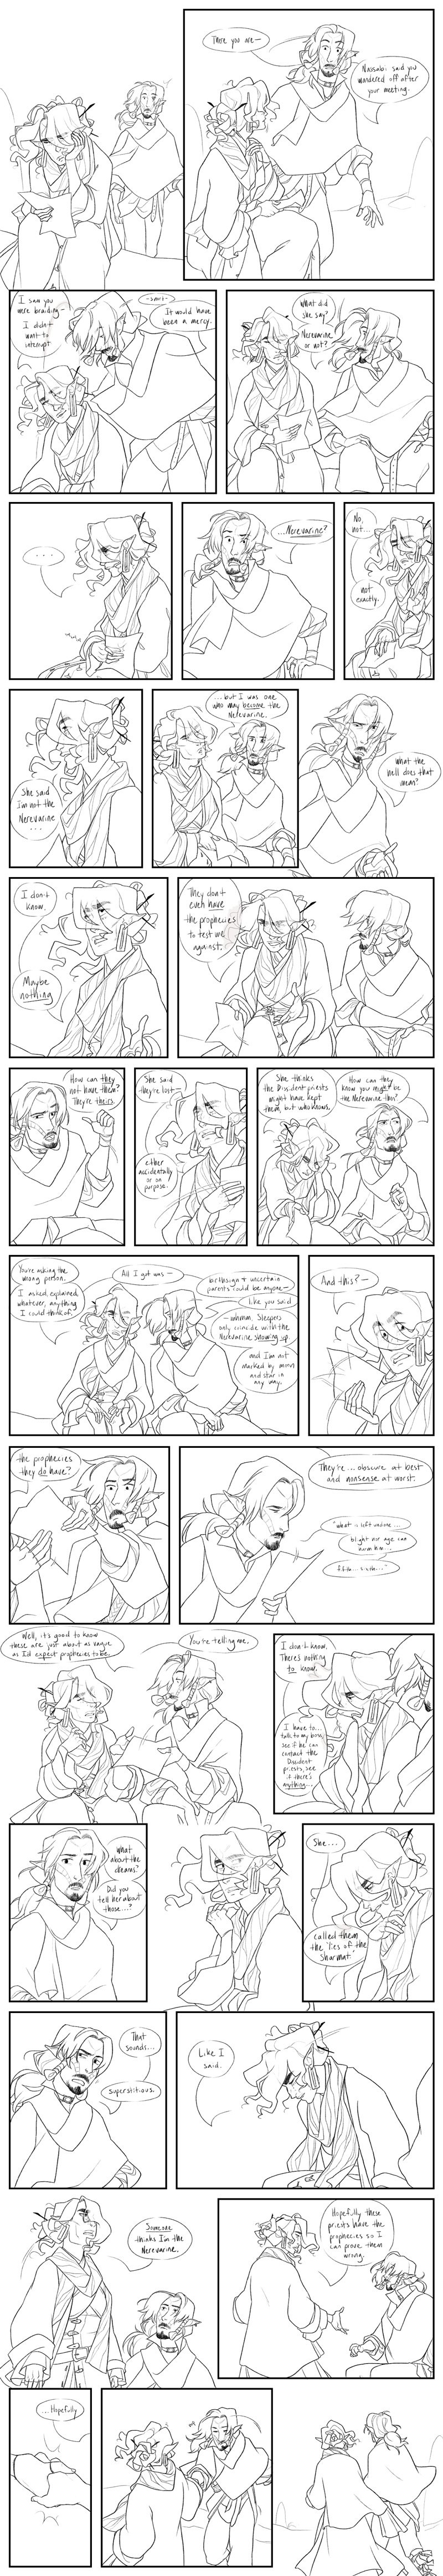 There you are—
Nassabi said you
wandered off after
your meeting.
I saw you
were braiding—
I didn't
want to
interrupt
-snort-
It would have
been a mercy.
What did
she say?
Nerevarine
or not?
...
...Nerevarine?
No,
not...
not
exactly.
She said
I'm not the
Nerevarine
...
...but I was one
who may become the
Nerevarine.
What the
hell does that
mean?
I don't
know.
Maybe
nothing
They don't
even have
the prophecies
to test me
against.
How can they
not have them?
They're theirs
She said
they're lost—
either
accidentally
or on
purpose.
She thinks
the Dissident priests
might have kept
them, but who knows.
How can they
know you might be
the Nerevarine then?
You're asking the
wrong person.
I asked, explained,
whatever, anything
I could think of.
All I got was—
birthsign & uncertain
parents could be anyone—
like you said
—uhmm. Sleepers
only coincide with the
Nerevarine showing up.
and I'm not
marked by moon
and star in
any way.
And this?—
the prophecies
they do have?
They're... obscure at best
and nonsense at worst.
Well, it's good to know
these are just about as vague
as I'd expect prophecies to be.
You're telling me.
I don't know.
There's nothing
to know.
I have to...
talk to my boss,
see if he can
contact the
Dissident
priests, see
if there's
anything...
What
about the
dreams?
Did you
tell her about
those...?
She...
called them
the "lies of the
Sharmat."
That
sounds...
superstitious.
Like I
said.
Someone
thinks I'm the
Nerevarine.
Hopefully these
priests have the
prophecies so I
can prove them
wrong.
...Hopefully